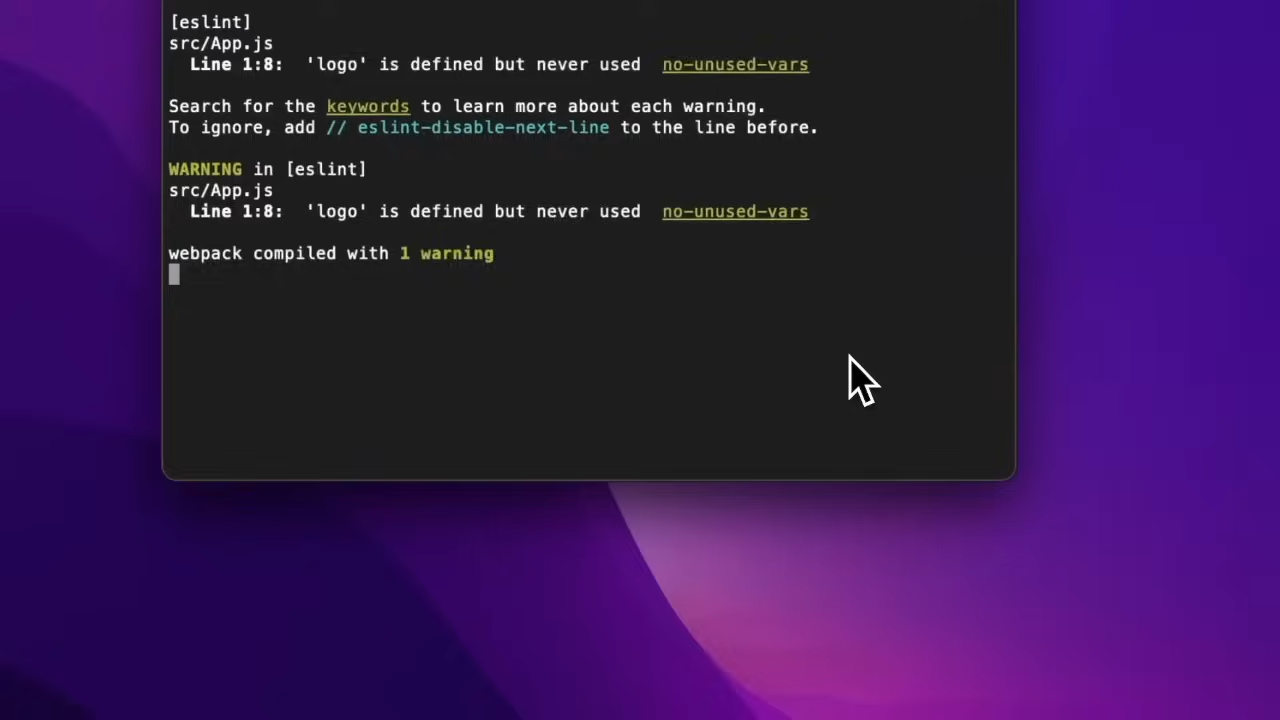 [eslint]
src/App.js
  Line 1:8:  'logo' is defined but never used  no-unused-vars
Search for the keywords to learn more about each warning.
To ignore, add // eslint-disable-next-line to the line before.
WARNING in [eslint]
src/App.js
  Line 1:8:  'logo' is defined but never used  no-unused-vars
webpack compiled with 1 warning